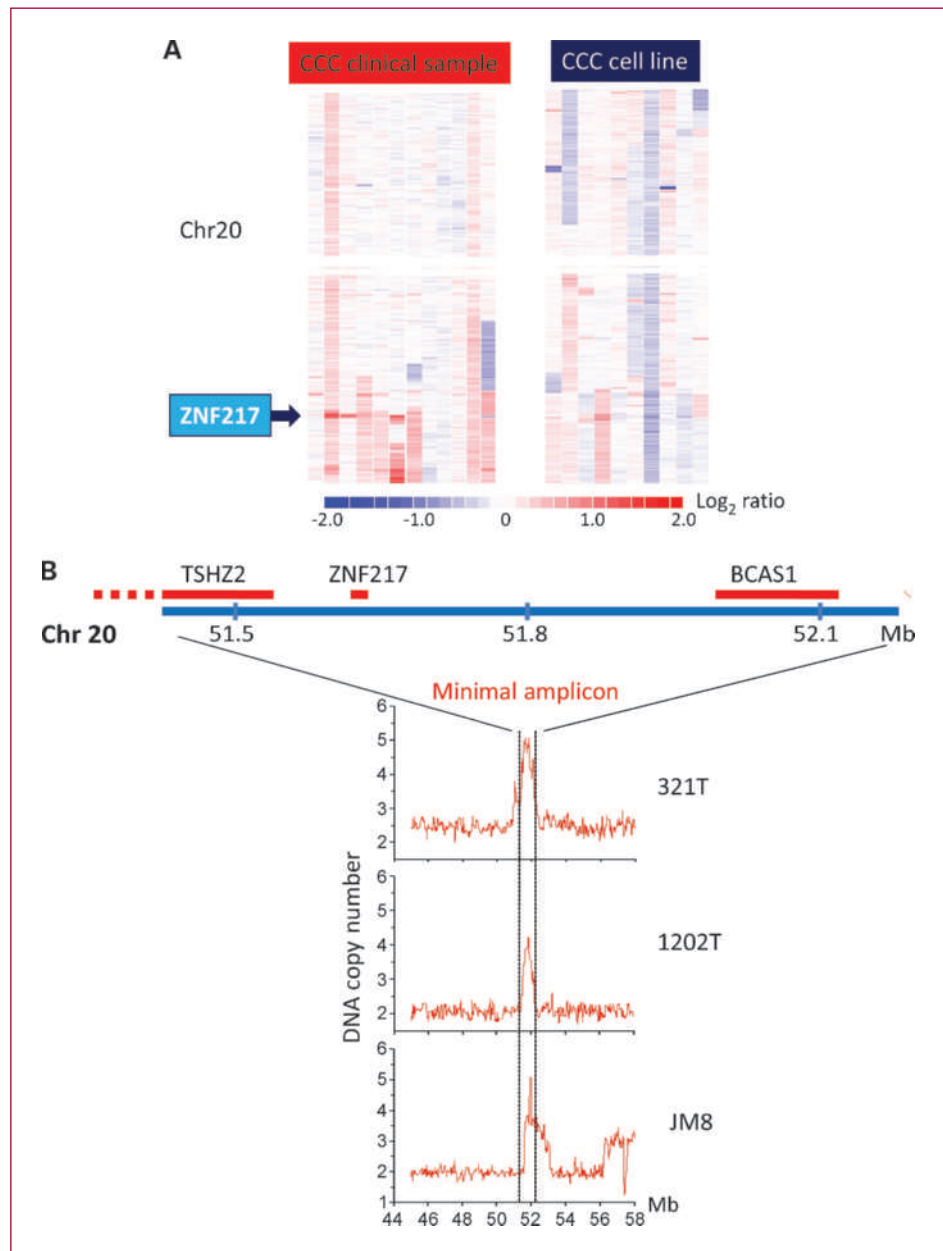 A
CCC clinical sample CCC cell line
Chr20
ZNF217
-2.0 -1.0 0 1.0 2.0 Log2 ratio
B
TSHZ2 ZNF217 BCAS1
Chr 20 51.5 51.8 52.1 Mb
Minimal amplicon
6
5
4
3
2
321T
6
5
4
3
2
1202T
DNA copy number
6
5
4
3
2
1
JM8
44 46 48 50 52 54 56 58 Mb